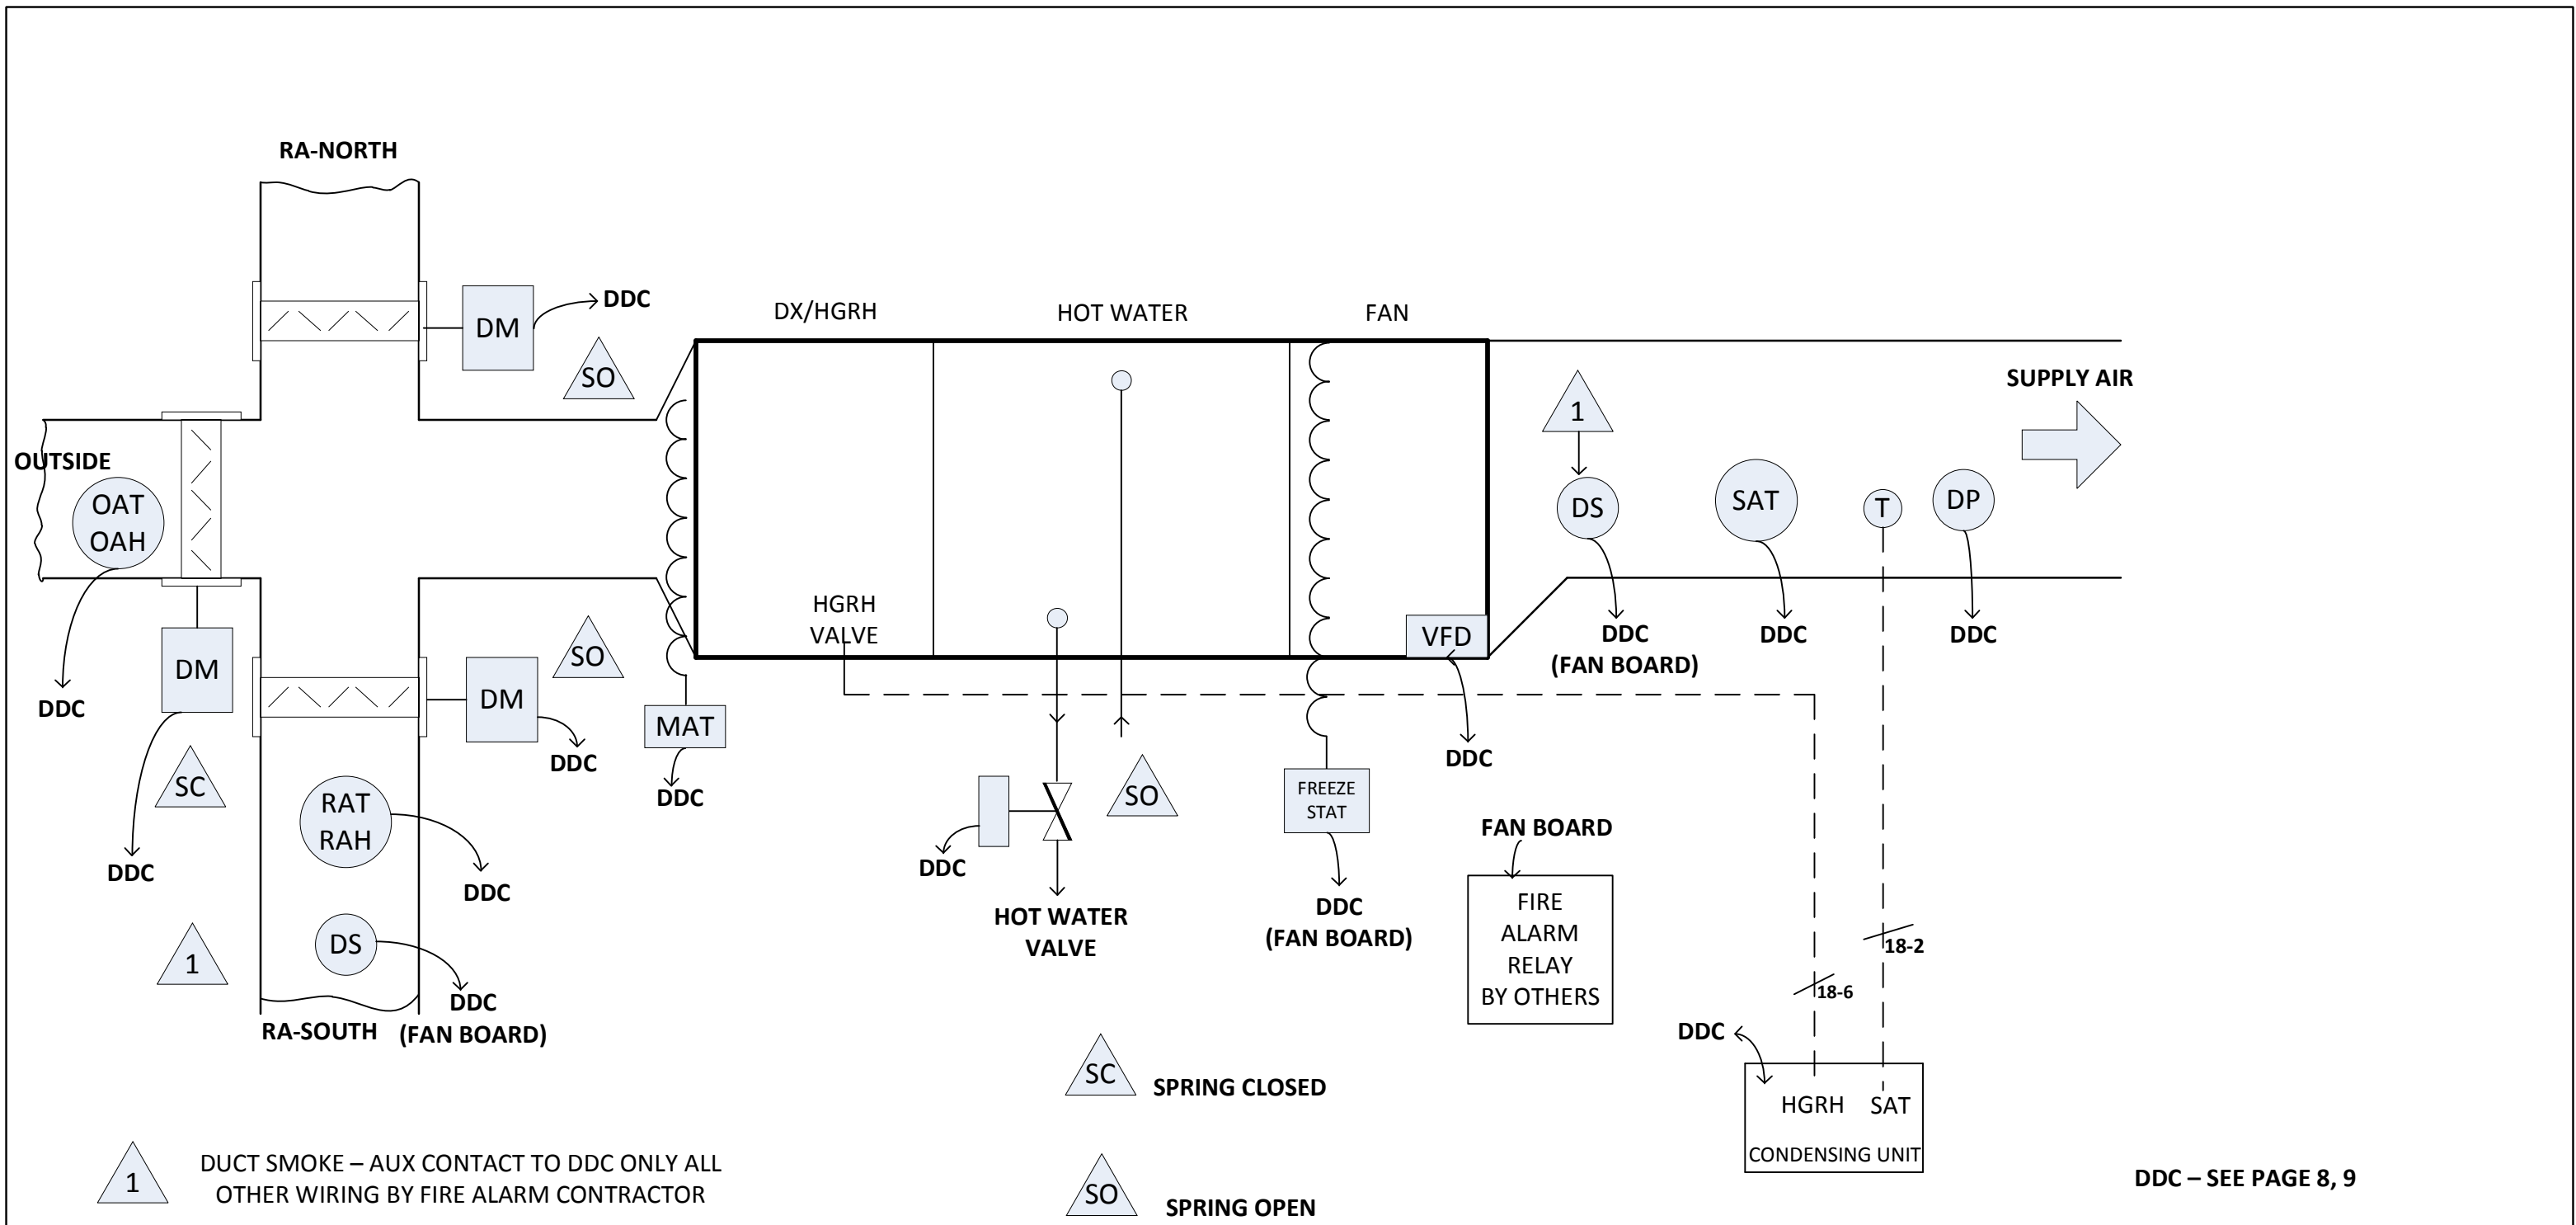 RA-NORTH
DM
DDC
SO
DX/HGRH
HOT WATER
FAN
OUTSIDE
OAT
OAH
DDC
DM
SC
DDC
DM
SO
DDC
MAT
DDC
RAT
RAH
DDC
DS
DDC
(FAN BOARD)
1
RA-SOUTH
HGRH
VALVE
VFD
DDC
SO
DDC
HOT WATER
VALVE
FREEZE
STAT
DDC
(FAN BOARD)
1
DS
DDC
(FAN BOARD)
SAT
DDC
T
DP
DDC
SUPPLY AIR
FAN BOARD
FIRE
ALARM
RELAY
BY OTHERS
18-2
18-6
DDC
HGRH
SAT
CONDENSING UNIT
SC
SPRING CLOSED
SO
SPRING OPEN
1
DUCT SMOKE – AUX CONTACT TO DDC ONLY ALL
OTHER WIRING BY FIRE ALARM CONTRACTOR
DDC – SEE PAGE 8, 9